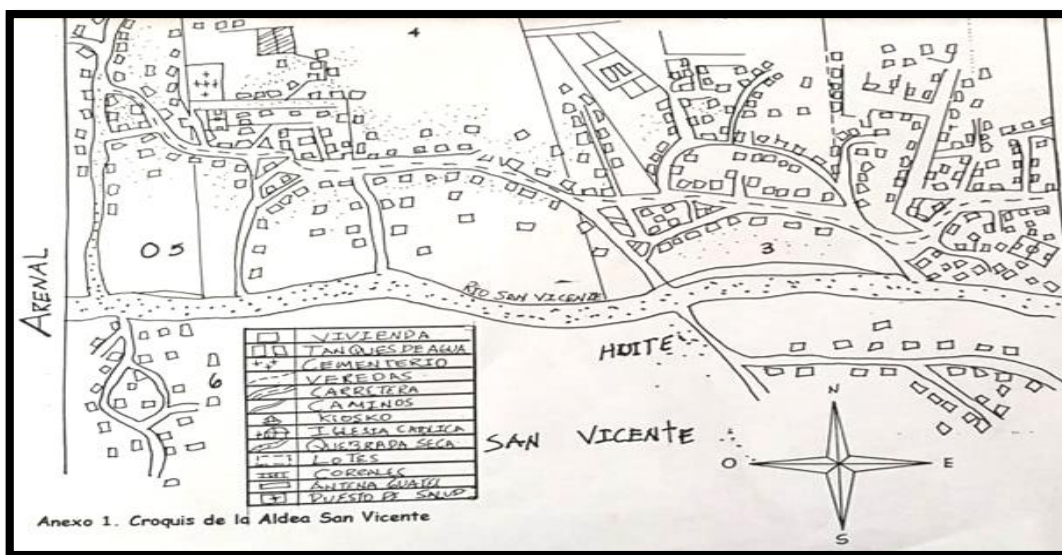 4
ARENAL
0 5
3
RIO SAN VICENTE
HUITE
6
VIVIENDA
TANQUES DE AGUA
CEMENTERIO
VEREDAS
CARRETERA
CAMINOS
KIOSKO
IGLESIA CATOLICA
QUEBRADA SECA
LOTES
CORRALES
ANTENA GUATEL
PUESTO DE SALUD
SAN VICENTE
N
O
E
S
Anexo 1. Croquis de la Aldea San Vicente